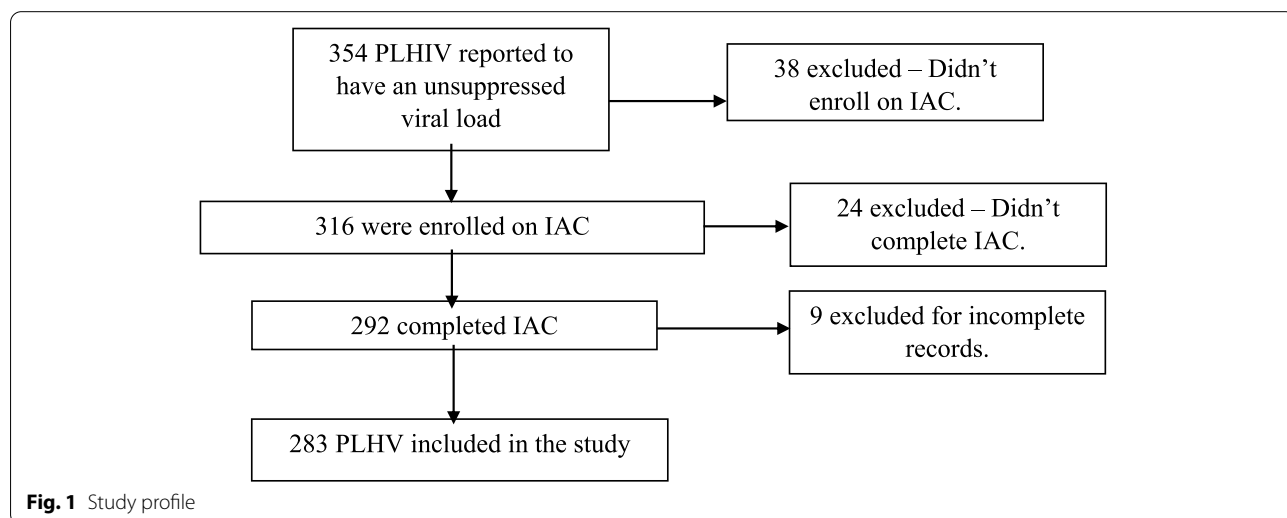 354 PLHIV reported to
have an unsuppressed
viral load
38 excluded – Didn't
enroll on IAC.
316 were enrolled on IAC
24 excluded – Didn't
complete IAC.
292 completed IAC
9 excluded for incomplete
records.
283 PLHV included in the study
Fig. 1 Study profile